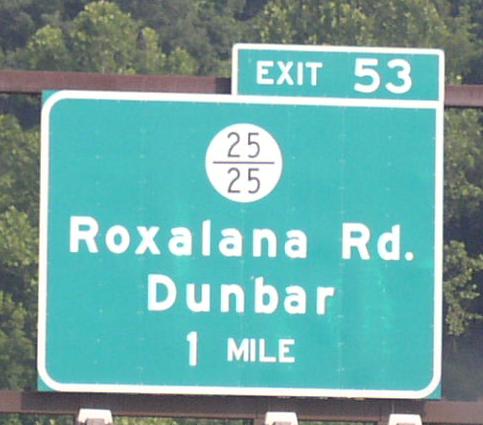 EXIT 53
25
25
Roxalana Rd.
Dunbar
1 MILE